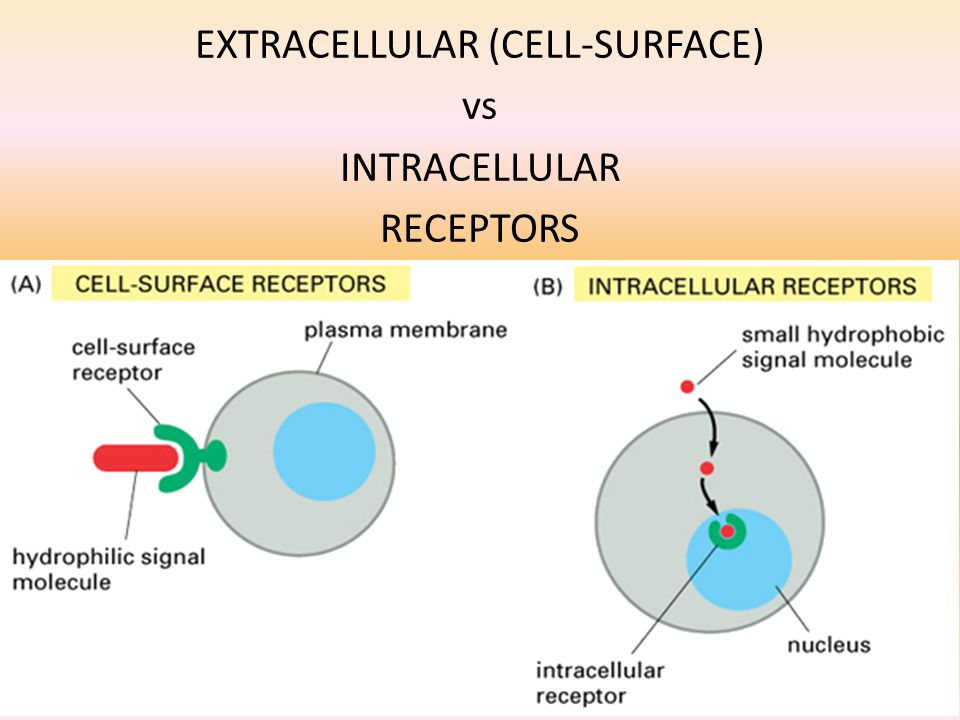 EXTRACELLULAR (CELL-SURFACE)
vs
INTRACELLULAR
RECEPTORS
(A) CELL-SURFACE RECEPTORS
plasma membrane
cell-surface
receptor
hydrophilic signal
molecule
(B) INTRACELLULAR RECEPTORS
small hydrophobic
signal molecule
nucleus
intracellular
receptor